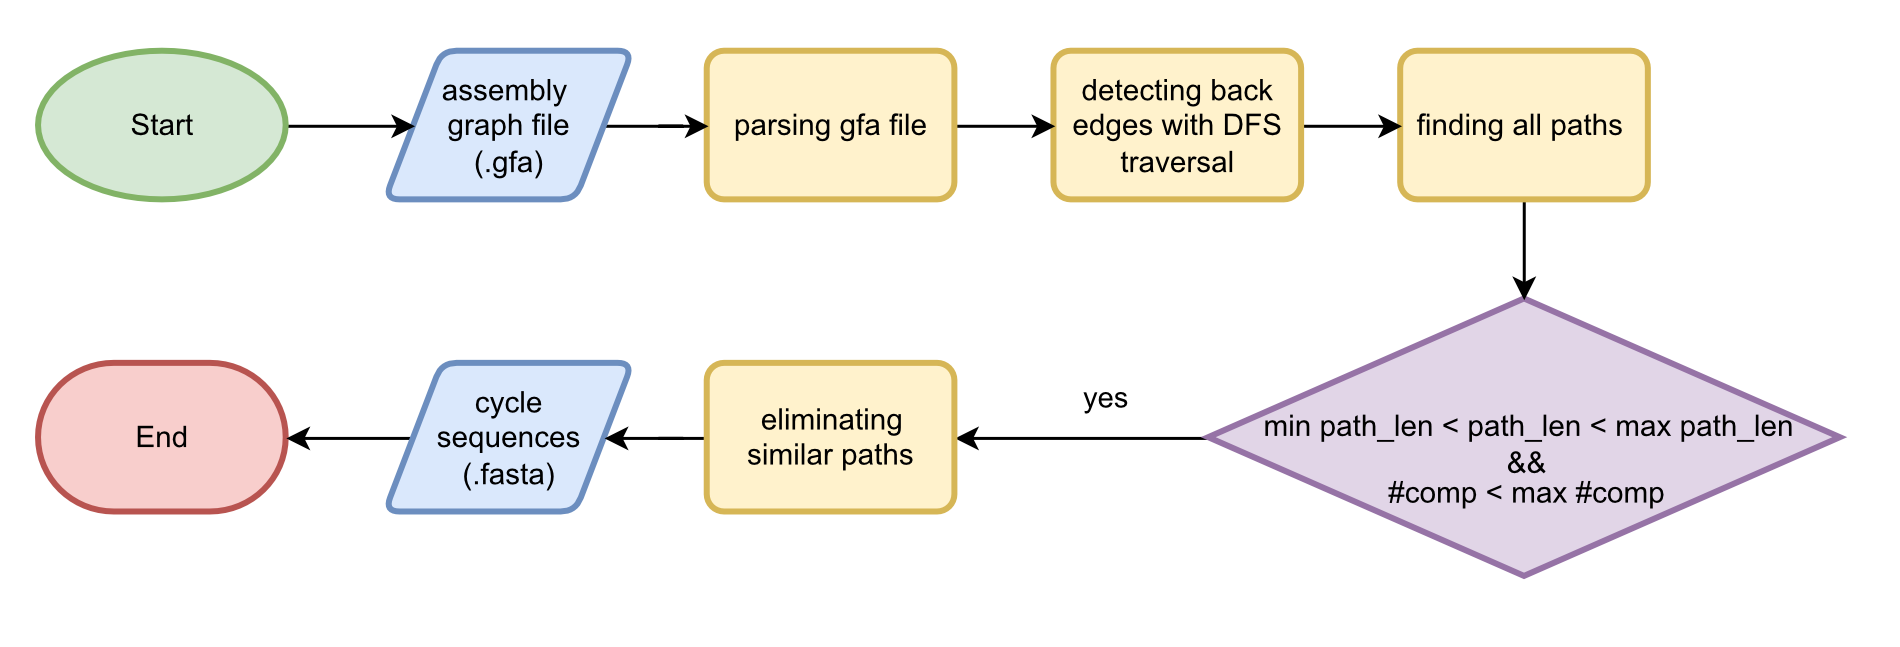 Start
assembly
graph file
(.gfa)
parsing gfa file
detecting back
edges with DFS
traversal
finding all paths
min path_len < path_len < max path_len
&&
#comp < max #comp
yes
eliminating
similar paths
cycle
sequences
(.fasta)
End